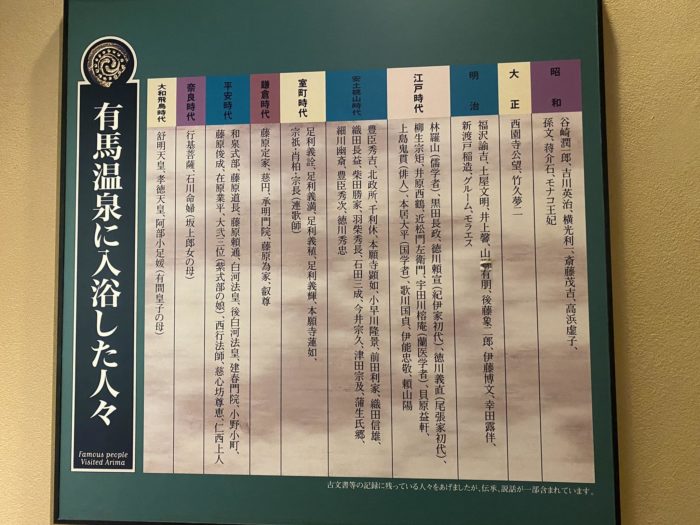 有馬温泉に入浴した人々
Famous people
Visited Arima
昭和
谷崎潤一郎、吉川英治、横光利一、斎藤茂吉、高浜虚子、
孫文、蒋介石、モナコ王妃
大正
西園寺公望、竹久夢二
明治
福沢諭吉、土屋文明、井上馨、山縣有朋、後藤象二郎、伊藤博文、幸田露伴、
新渡戸稲造、グルーム、モラエス
江戸時代
林羅山(儒学者)、黒田長政、徳川頼宣(紀伊家初代)、徳川義直(尾張家初代)、
柳生宗矩、井原西鶴、近松門左衛門、宇田川榕庵(蘭医学者)、貝原益軒、
上島鬼貫(俳人)、本居大平(国学者)、歌川国貞、伊能忠敬、頼山陽
安土桃山時代
豊臣秀吉、北政所、千利休、本願寺顕如、小早川隆景、前田利家、織田信雄、
織田長益、柴田勝家、羽柴秀長、石田三成、今井宗久、津田宗及、蒲生氏郷、
細川幽斎、豊臣秀次、徳川秀忠
室町時代
足利義詮、足利義満、足利義稙、足利義輝、本願寺蓮如、
宗祇・肖柏・宗長(連歌師)
鎌倉時代
藤原定家、慈円、承明門院、藤原為家、叡尊
平安時代
和泉式部、藤原道長、藤原頼通、白河法皇、後白河法皇、建春門院、小野小町、
藤原俊成、在原業平、大弐三位(紫式部の娘)、西行法師、慈心坊尊恵、仁西上人
奈良時代
行基菩薩、石川命婦(坂上郎女の母)
大和飛鳥時代
舒明天皇、孝徳天皇、阿部小足媛(有間皇子の母)
古文書等の記録に残っている人々をあげましたが、伝承、説話が一部含まれています。